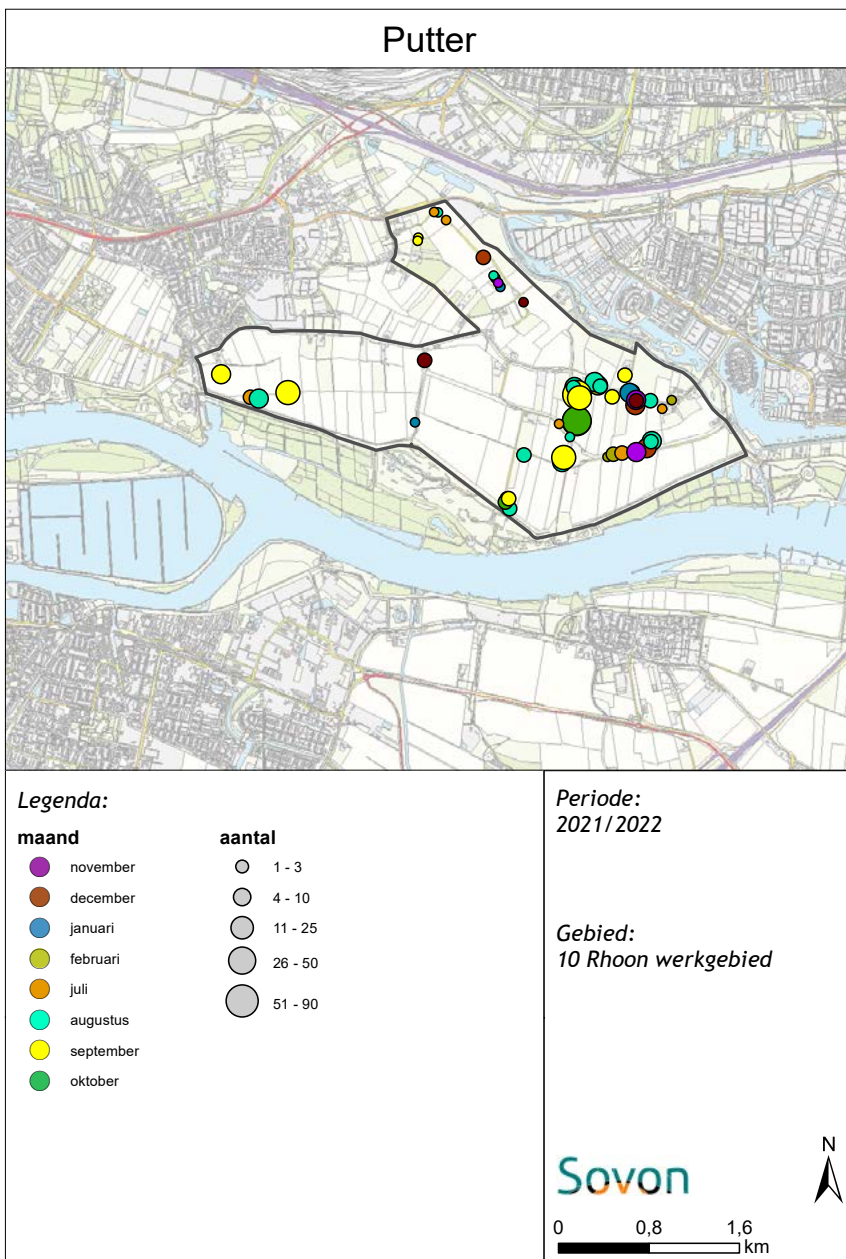 Putter
Legenda:
maand
november
december
januari
februari
juli
augustus
september
oktober
aantal
1 - 3
4 - 10
11 - 25
26 - 50
51 - 90
Periode:
2021/2022
Gebied:
10 Rhoon werkgebied
Sovon
N
0 0,8 1,6
km